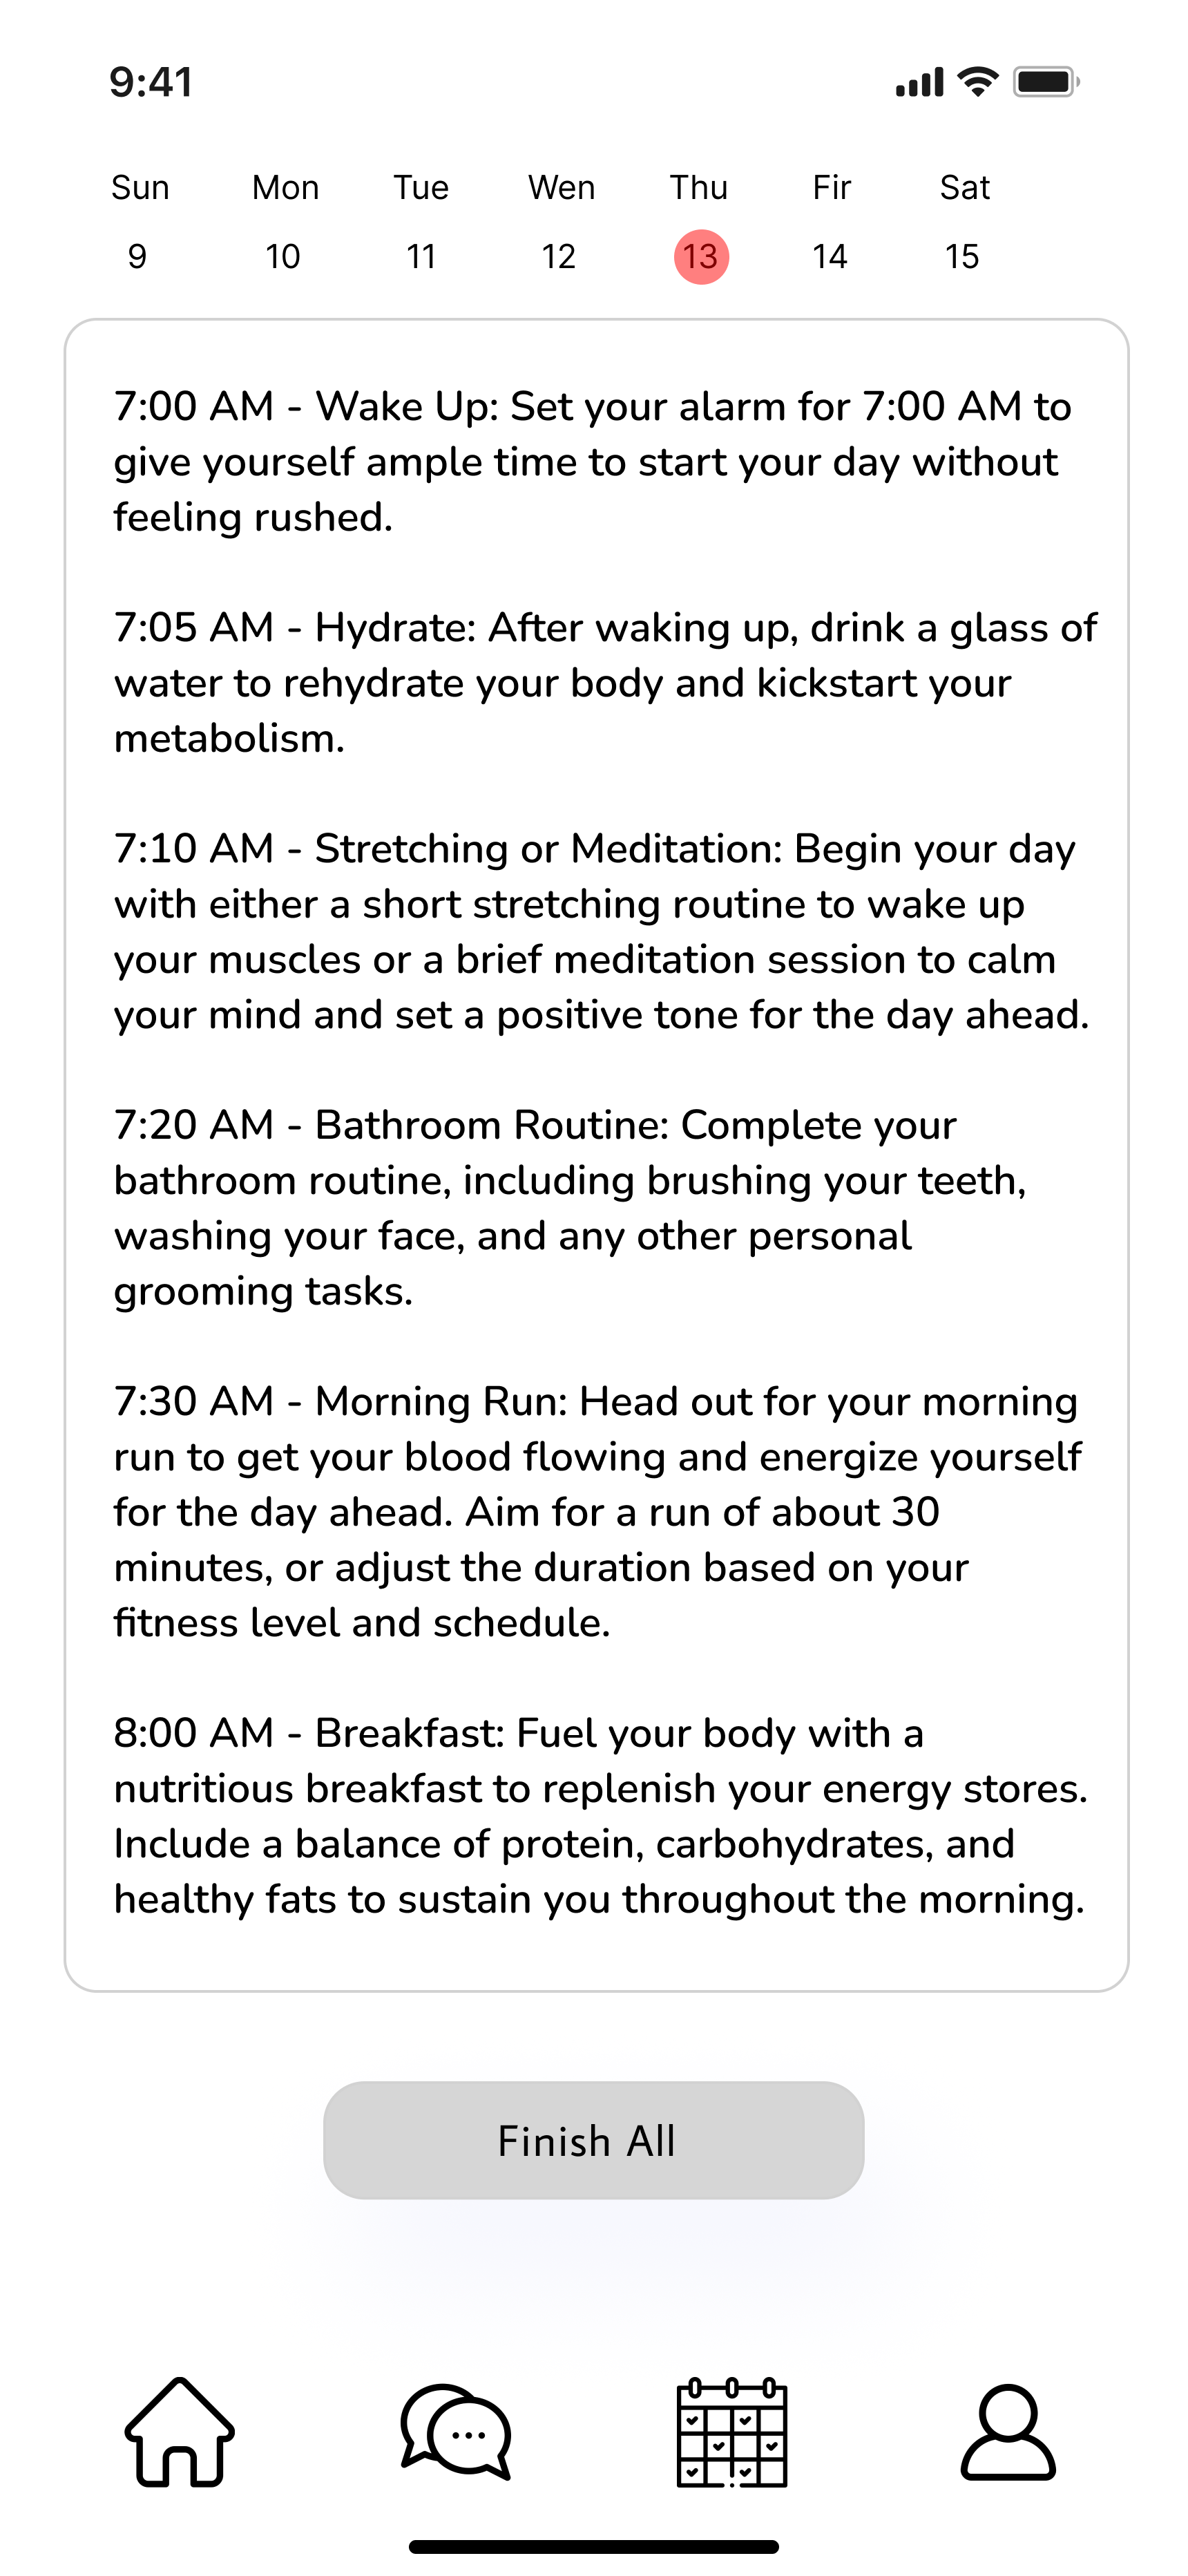 9:41
Sun Mon Tue Wen Thu Fir Sat
9 10 11 12 13 14 15
7:00 AM - Wake Up: Set your alarm for 7:00 AM to
give yourself ample time to start your day without
feeling rushed.
7:05 AM - Hydrate: After waking up, drink a glass of
water to rehydrate your body and kickstart your
metabolism.
7:10 AM - Stretching or Meditation: Begin your day
with either a short stretching routine to wake up
your muscles or a brief meditation session to calm
your mind and set a positive tone for the day ahead.
7:20 AM - Bathroom Routine: Complete your
bathroom routine, including brushing your teeth,
washing your face, and any other personal
grooming tasks.
7:30 AM - Morning Run: Head out for your morning
run to get your blood flowing and energize yourself
for the day ahead. Aim for a run of about 30
minutes, or adjust the duration based on your
fitness level and schedule.
8:00 AM - Breakfast: Fuel your body with a
nutritious breakfast to replenish your energy stores.
Include a balance of protein, carbohydrates, and
healthy fats to sustain you throughout the morning.
Finish All